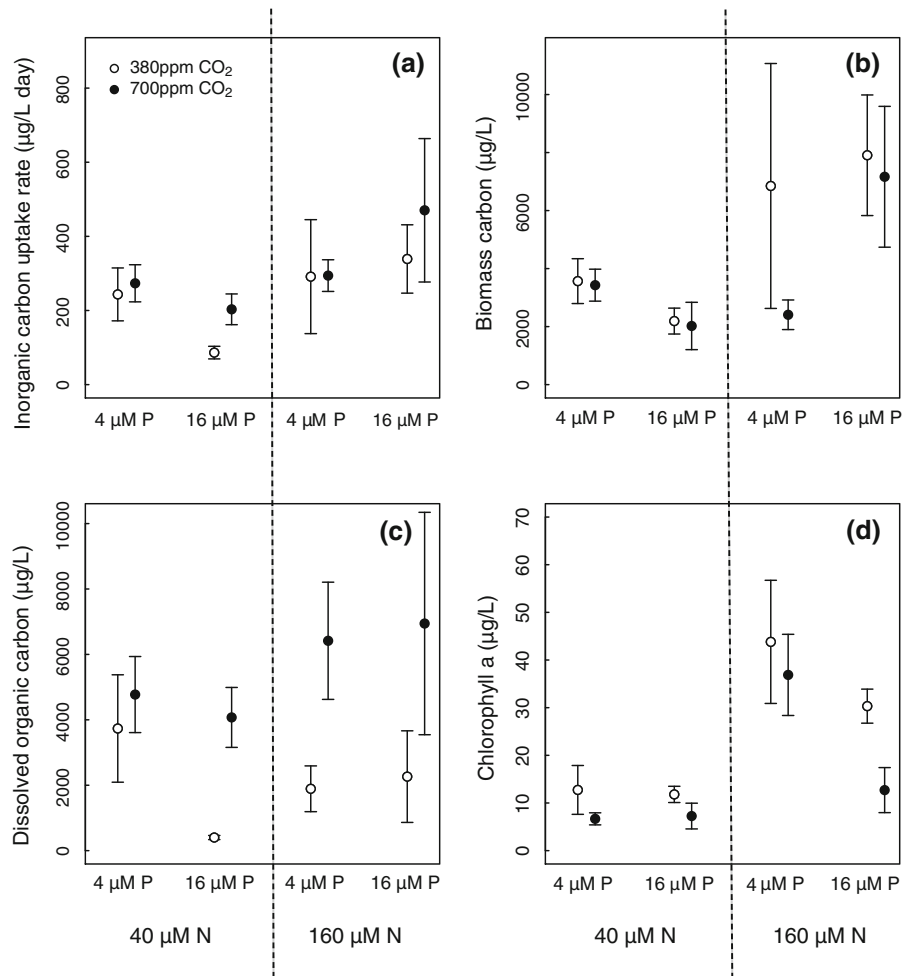 (a)
380ppm CO₂
700ppm CO₂
Inorganic carbon uptake rate (µg/L day)
0 200 400 600 800
4 µM P 16 µM P 4 µM P 16 µM P
(b)
Biomass carbon (µg/L)
0 2000 6000 10000
4 µM P 16 µM P 4 µM P 16 µM P
(c)
Dissolved organic carbon (µg/L)
0 2000 4000 6000 8000 10000
4 µM P 16 µM P 4 µM P 16 µM P
40 µM N 160 µM N
(d)
Chlorophyll a (µg/L)
0 10 20 30 40 50 60 70
4 µM P 16 µM P 4 µM P 16 µM P
40 µM N 160 µM N